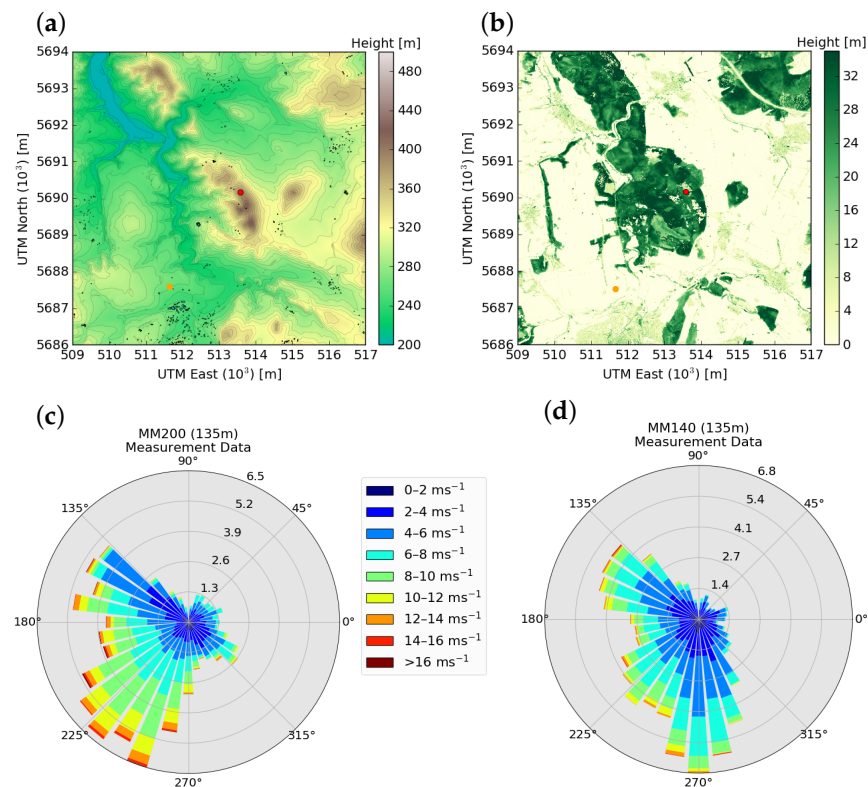 (a)
(b)
Height [m]
480
440
400
360
320
280
240
200
5694
5693
5692
5691
5690
5689
5688
5687
5686
UTM North (10³) [m]
509 510 511 512 513 514 515 516 517
UTM East (10³) [m]
Height [m]
32
28
24
20
16
12
8
4
0
5694
5693
5692
5691
5690
5689
5688
5687
5686
UTM North (10³) [m]
509 510 511 512 513 514 515 516 517
UTM East (10³) [m]
(c)
MM200 (135m)
Measurement Data
90°
6.5
5.2
3.9
2.6
1.3
135°
45°
180°
0°
225°
315°
270°
0–2 ms⁻¹
2–4 ms⁻¹
4–6 ms⁻¹
6–8 ms⁻¹
8–10 ms⁻¹
10–12 ms⁻¹
12–14 ms⁻¹
14–16 ms⁻¹
>16 ms⁻¹
(d)
MM140 (135m)
Measurement Data
90°
6.8
5.4
4.1
2.7
1.4
135°
45°
180°
0°
225°
315°
270°